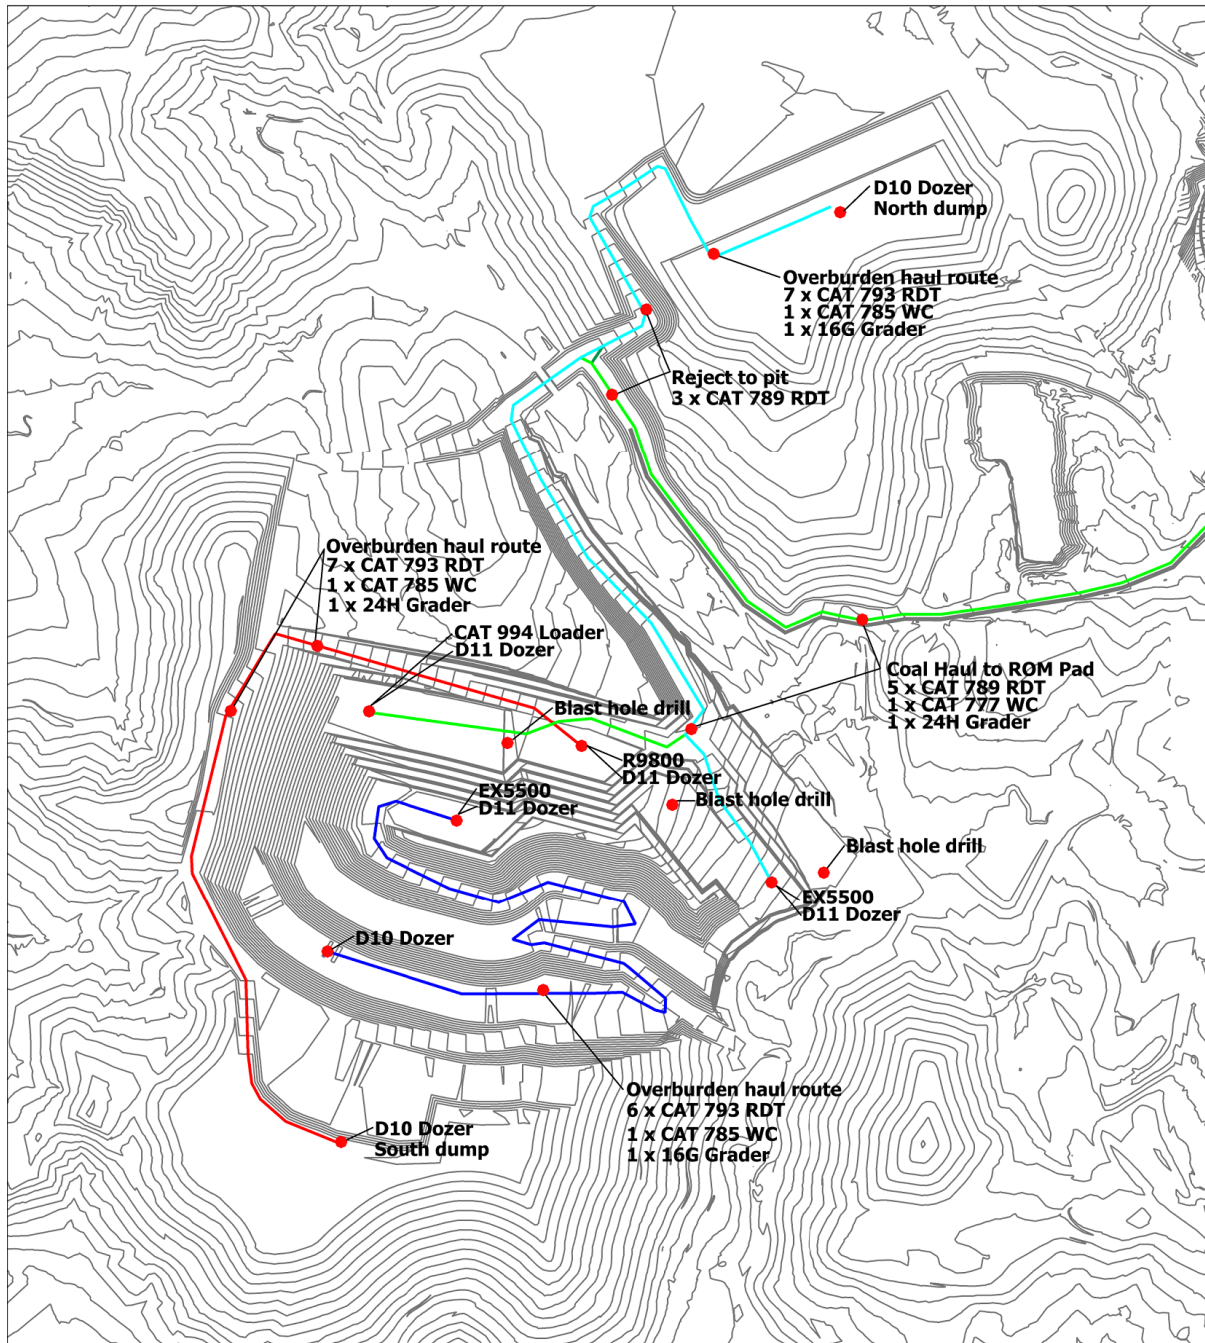 D10 Dozer
North dump
Overburden haul route
7 x CAT 793 RDT
1 x CAT 785 WC
1 x 16G Grader
Reject to pit
3 x CAT 789 RDT
Overburden haul route
7 x CAT 793 RDT
1 x CAT 785 WC
1 x 24H Grader
CAT 994 Loader
D11 Dozer
Coal Haul to ROM Pad
5 x CAT 789 RDT
1 x CAT 777 WC
1 x 24H Grader
Blast hole drill
R9800
D11 Dozer
EX5500
D11 Dozer
Blast hole drill
Blast hole drill
EX5500
D11 Dozer
D10 Dozer
Overburden haul route
6 x CAT 793 RDT
1 x CAT 785 WC
1 x 16G Grader
D10 Dozer
South dump